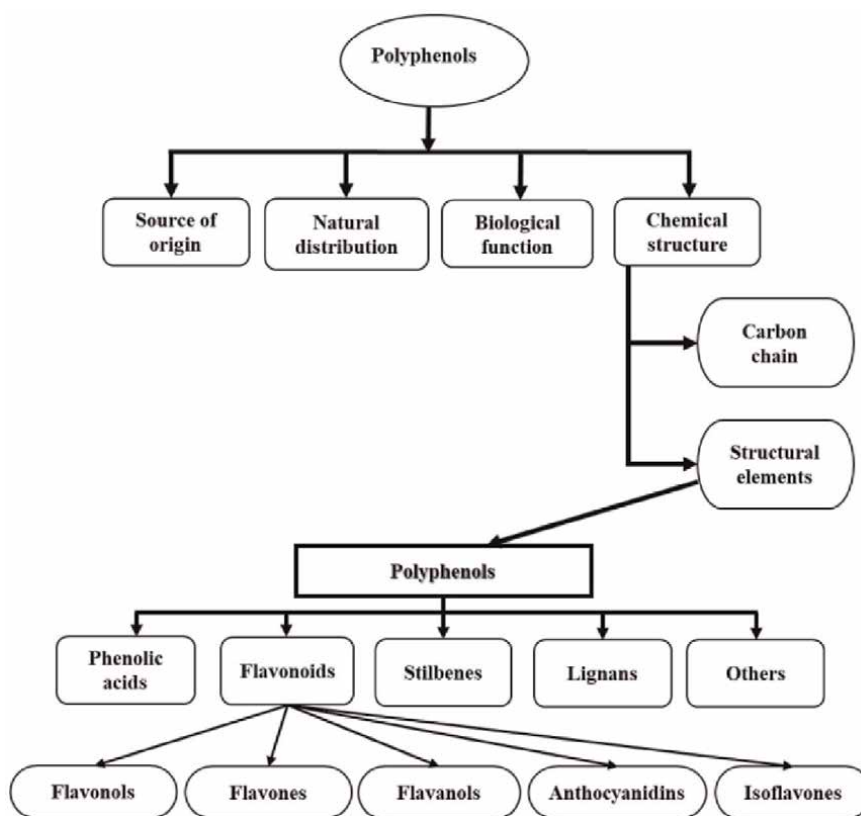 Polyphenols
Source of
origin
Natural
distribution
Biological
function
Chemical
structure
Carbon
chain
Structural
elements
Polyphenols
Phenolic
acids
Flavonoids
Stilbenes
Lignans
Others
Flavonols
Flavones
Flavanols
Anthocyanidins
Isoflavones